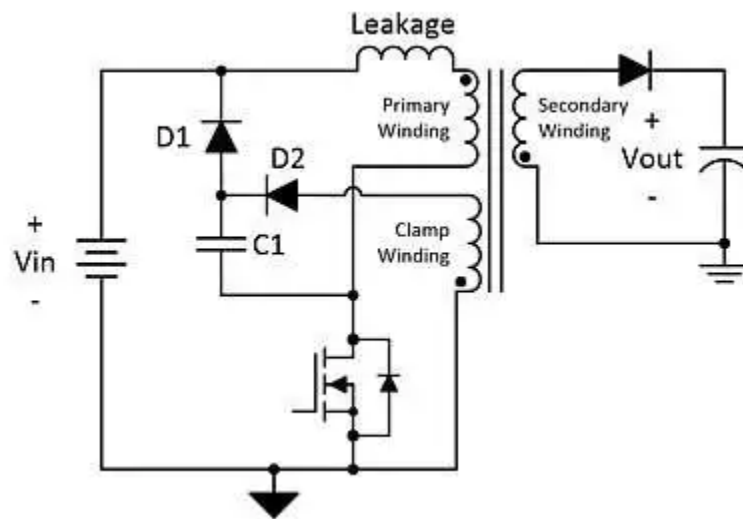 Leakage
Primary
Winding
Secondary
Winding
D1
D2
+
Vout
-
+
Vin
-
C1
Clamp
Winding